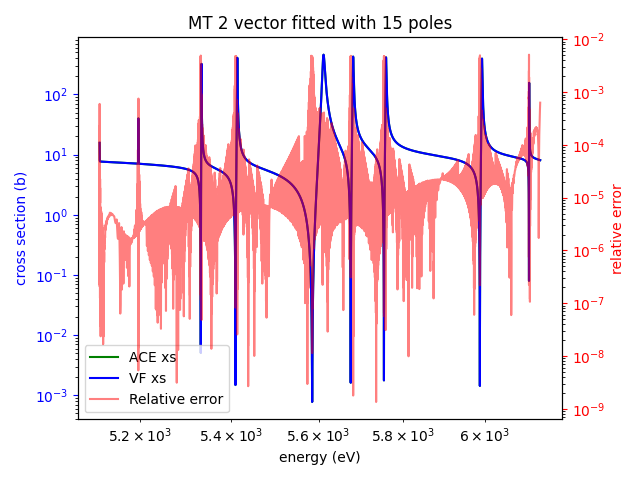 MT 2 vector fitted with 15 poles
cross section (b)
10²
10¹
10⁰
10⁻¹
10⁻²
10⁻³
ACE xs
VF xs
Relative error
5.2 × 10³ 5.4 × 10³ 5.6 × 10³ 5.8 × 10³ 6 × 10³
energy (eV)
10⁻²
10⁻³
10⁻⁴
10⁻⁵
10⁻⁶
10⁻⁷
10⁻⁸
10⁻⁹
relative error